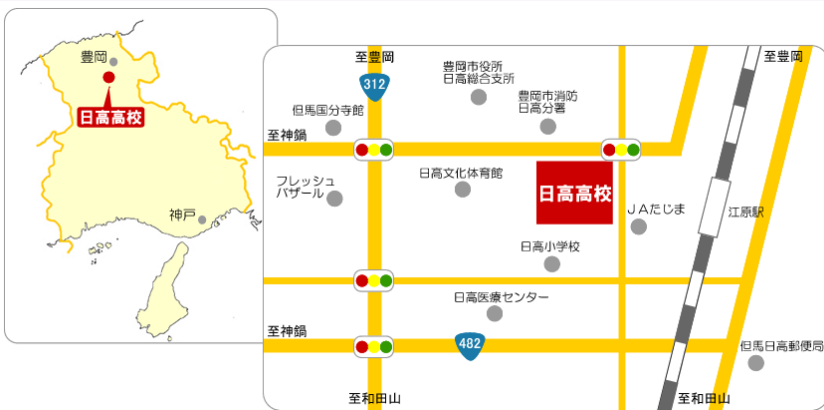 豊岡
日高高校
神戸
至豊岡
312
豊岡市役所
日高総合支所
豊岡市消防
日高分署
但馬国分寺館
至神鍋
至豊岡
フレッシュ
バザール
日高文化体育館
日高高校
JAたじま
江原駅
日高小学校
日高医療センター
至神鍋
482
但馬日高郵便局
至和田山
至和田山